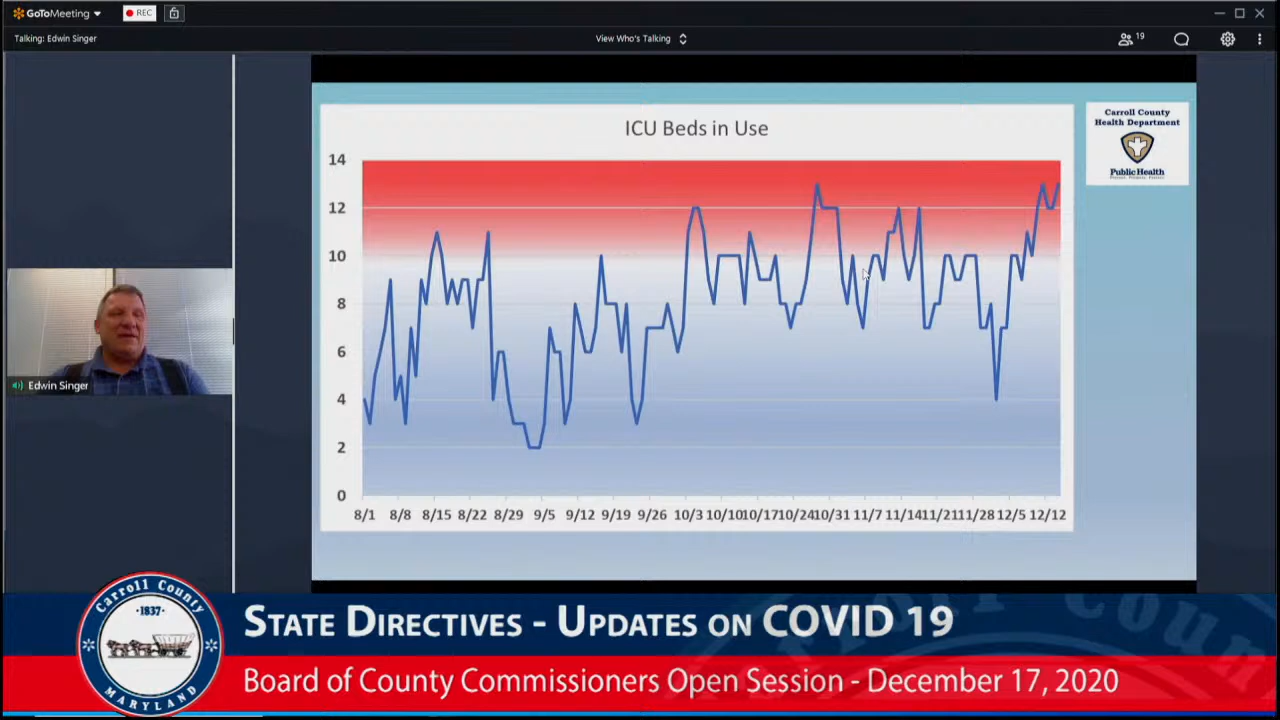 GoToMeeting
REC
Talking: Edwin Singer
View Who's Talking
19
ICU Beds in Use
14
12
10
8
6
4
2
0
8/1 8/8 8/15 8/22 8/29 9/5 9/12 9/19 9/26 10/3 10/10 10/17 10/24 10/31 11/7 11/14 11/21 11/28 12/5 12/12
Carroll County
Health Department
Public Health
Edwin Singer
Carroll County
·1837·
MARYLAND
STATE DIRECTIVES - UPDATES ON COVID 19
Board of County Commissioners Open Session - December 17, 2020